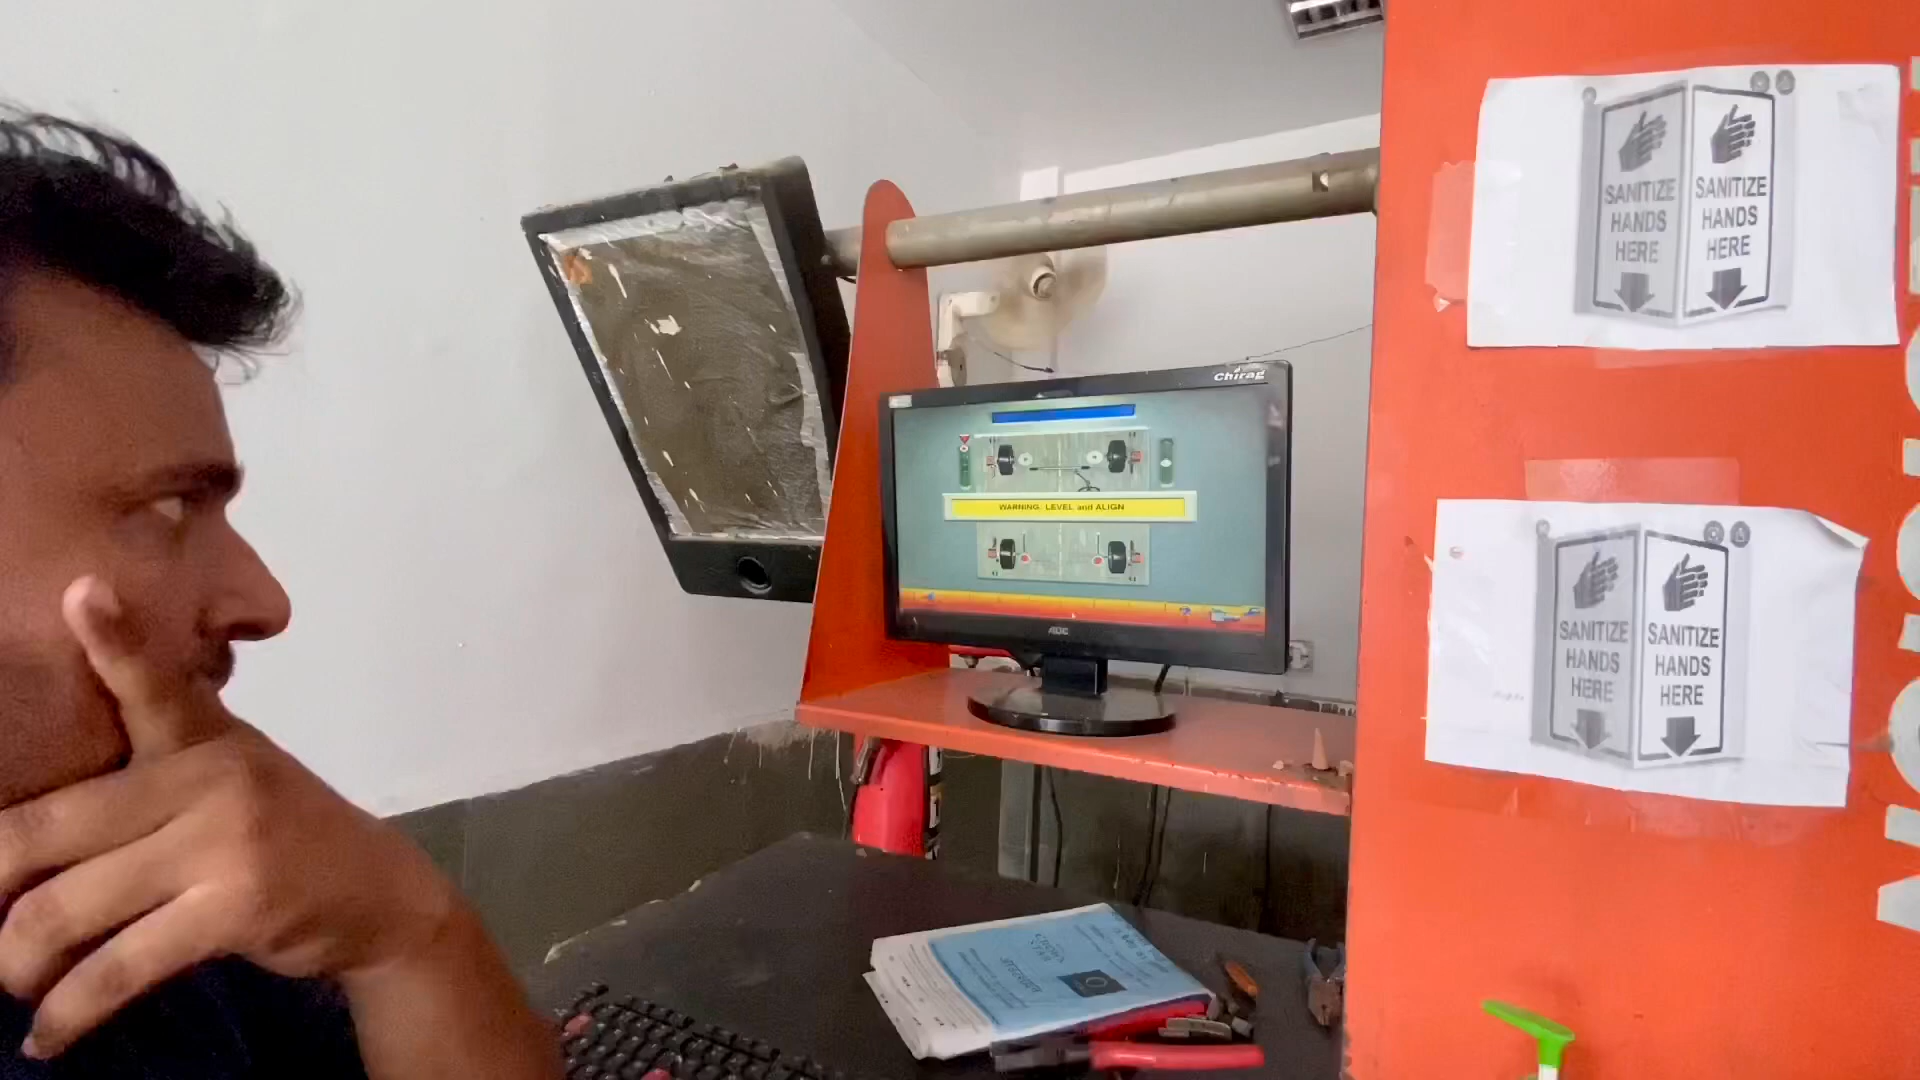 SANITIZE
HANDS
HERE
SANITIZE
HANDS
HERE
Chirag
WARNING. LEVEL and ALIGN
AOC
SANITIZE
HANDS
HERE
SANITIZE
HANDS
HERE